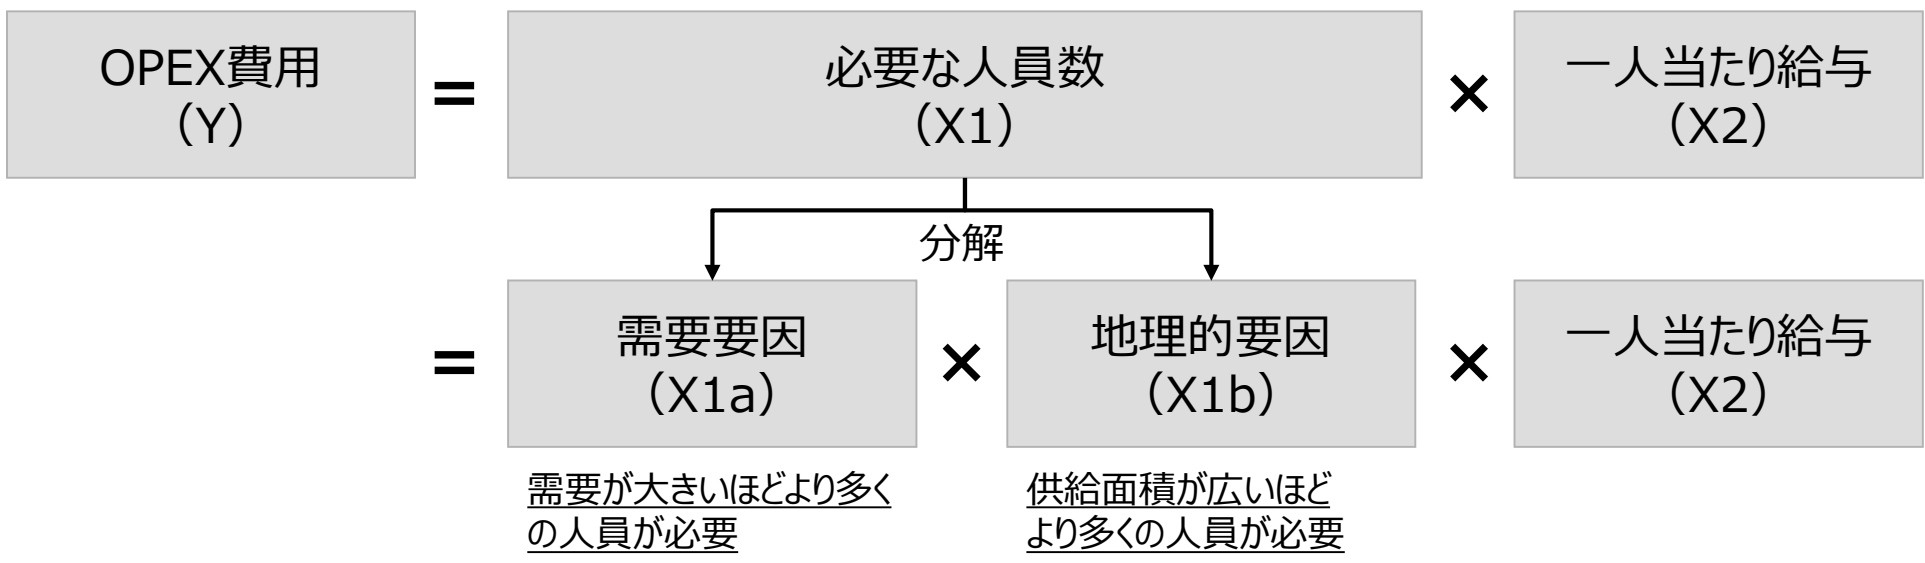 OPEX費用
（Y）
=
必要な人員数
（X1）
×
一人当たり給与
（X2）
分解
=
需要要因
（X1a）
×
地理的要因
（X1b）
×
一人当たり給与
（X2）
需要が大きいほどより多く
の人員が必要
供給面積が広いほど
より多くの人員が必要